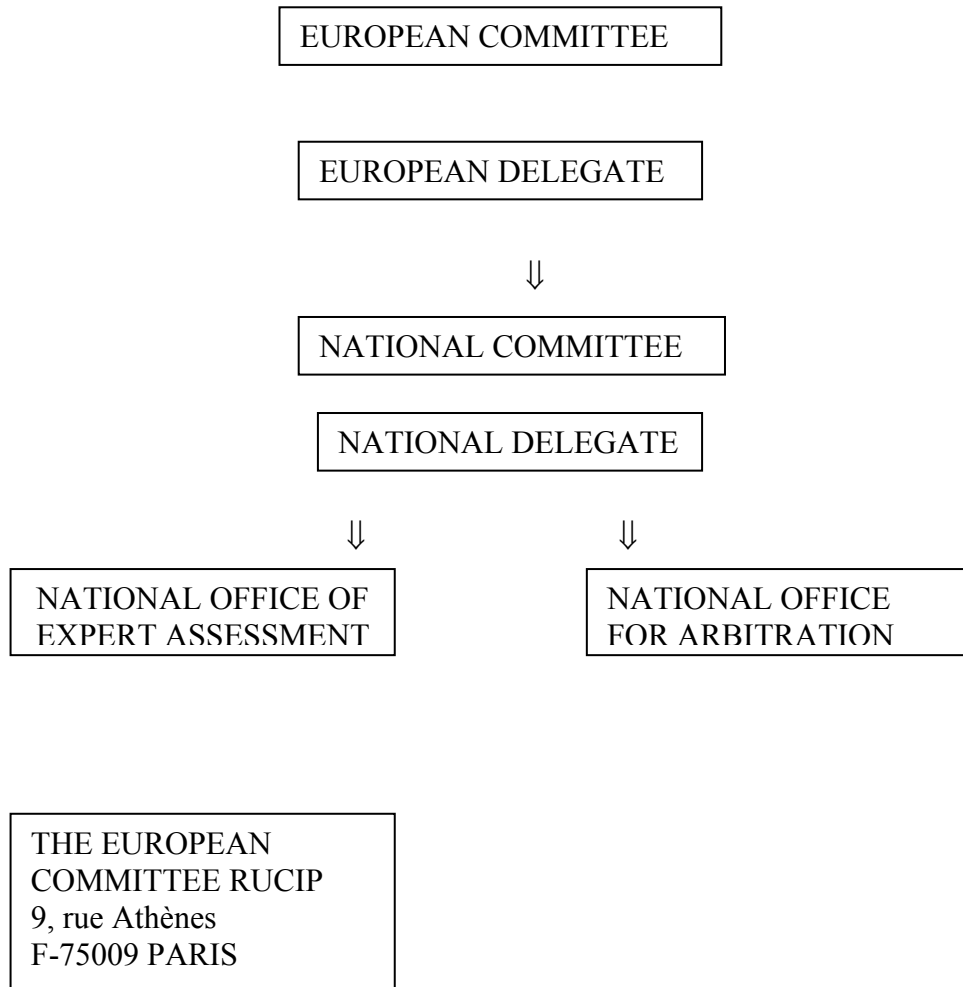 EUROPEAN COMMITTEE
EUROPEAN DELEGATE
⇓
NATIONAL COMMITTEE
NATIONAL DELEGATE
⇓ ⇓
NATIONAL OFFICE OF
EXPERT ASSESSMENT
NATIONAL OFFICE
FOR ARBITRATION
THE EUROPEAN
COMMITTEE RUCIP
9, rue Athènes
F-75009 PARIS